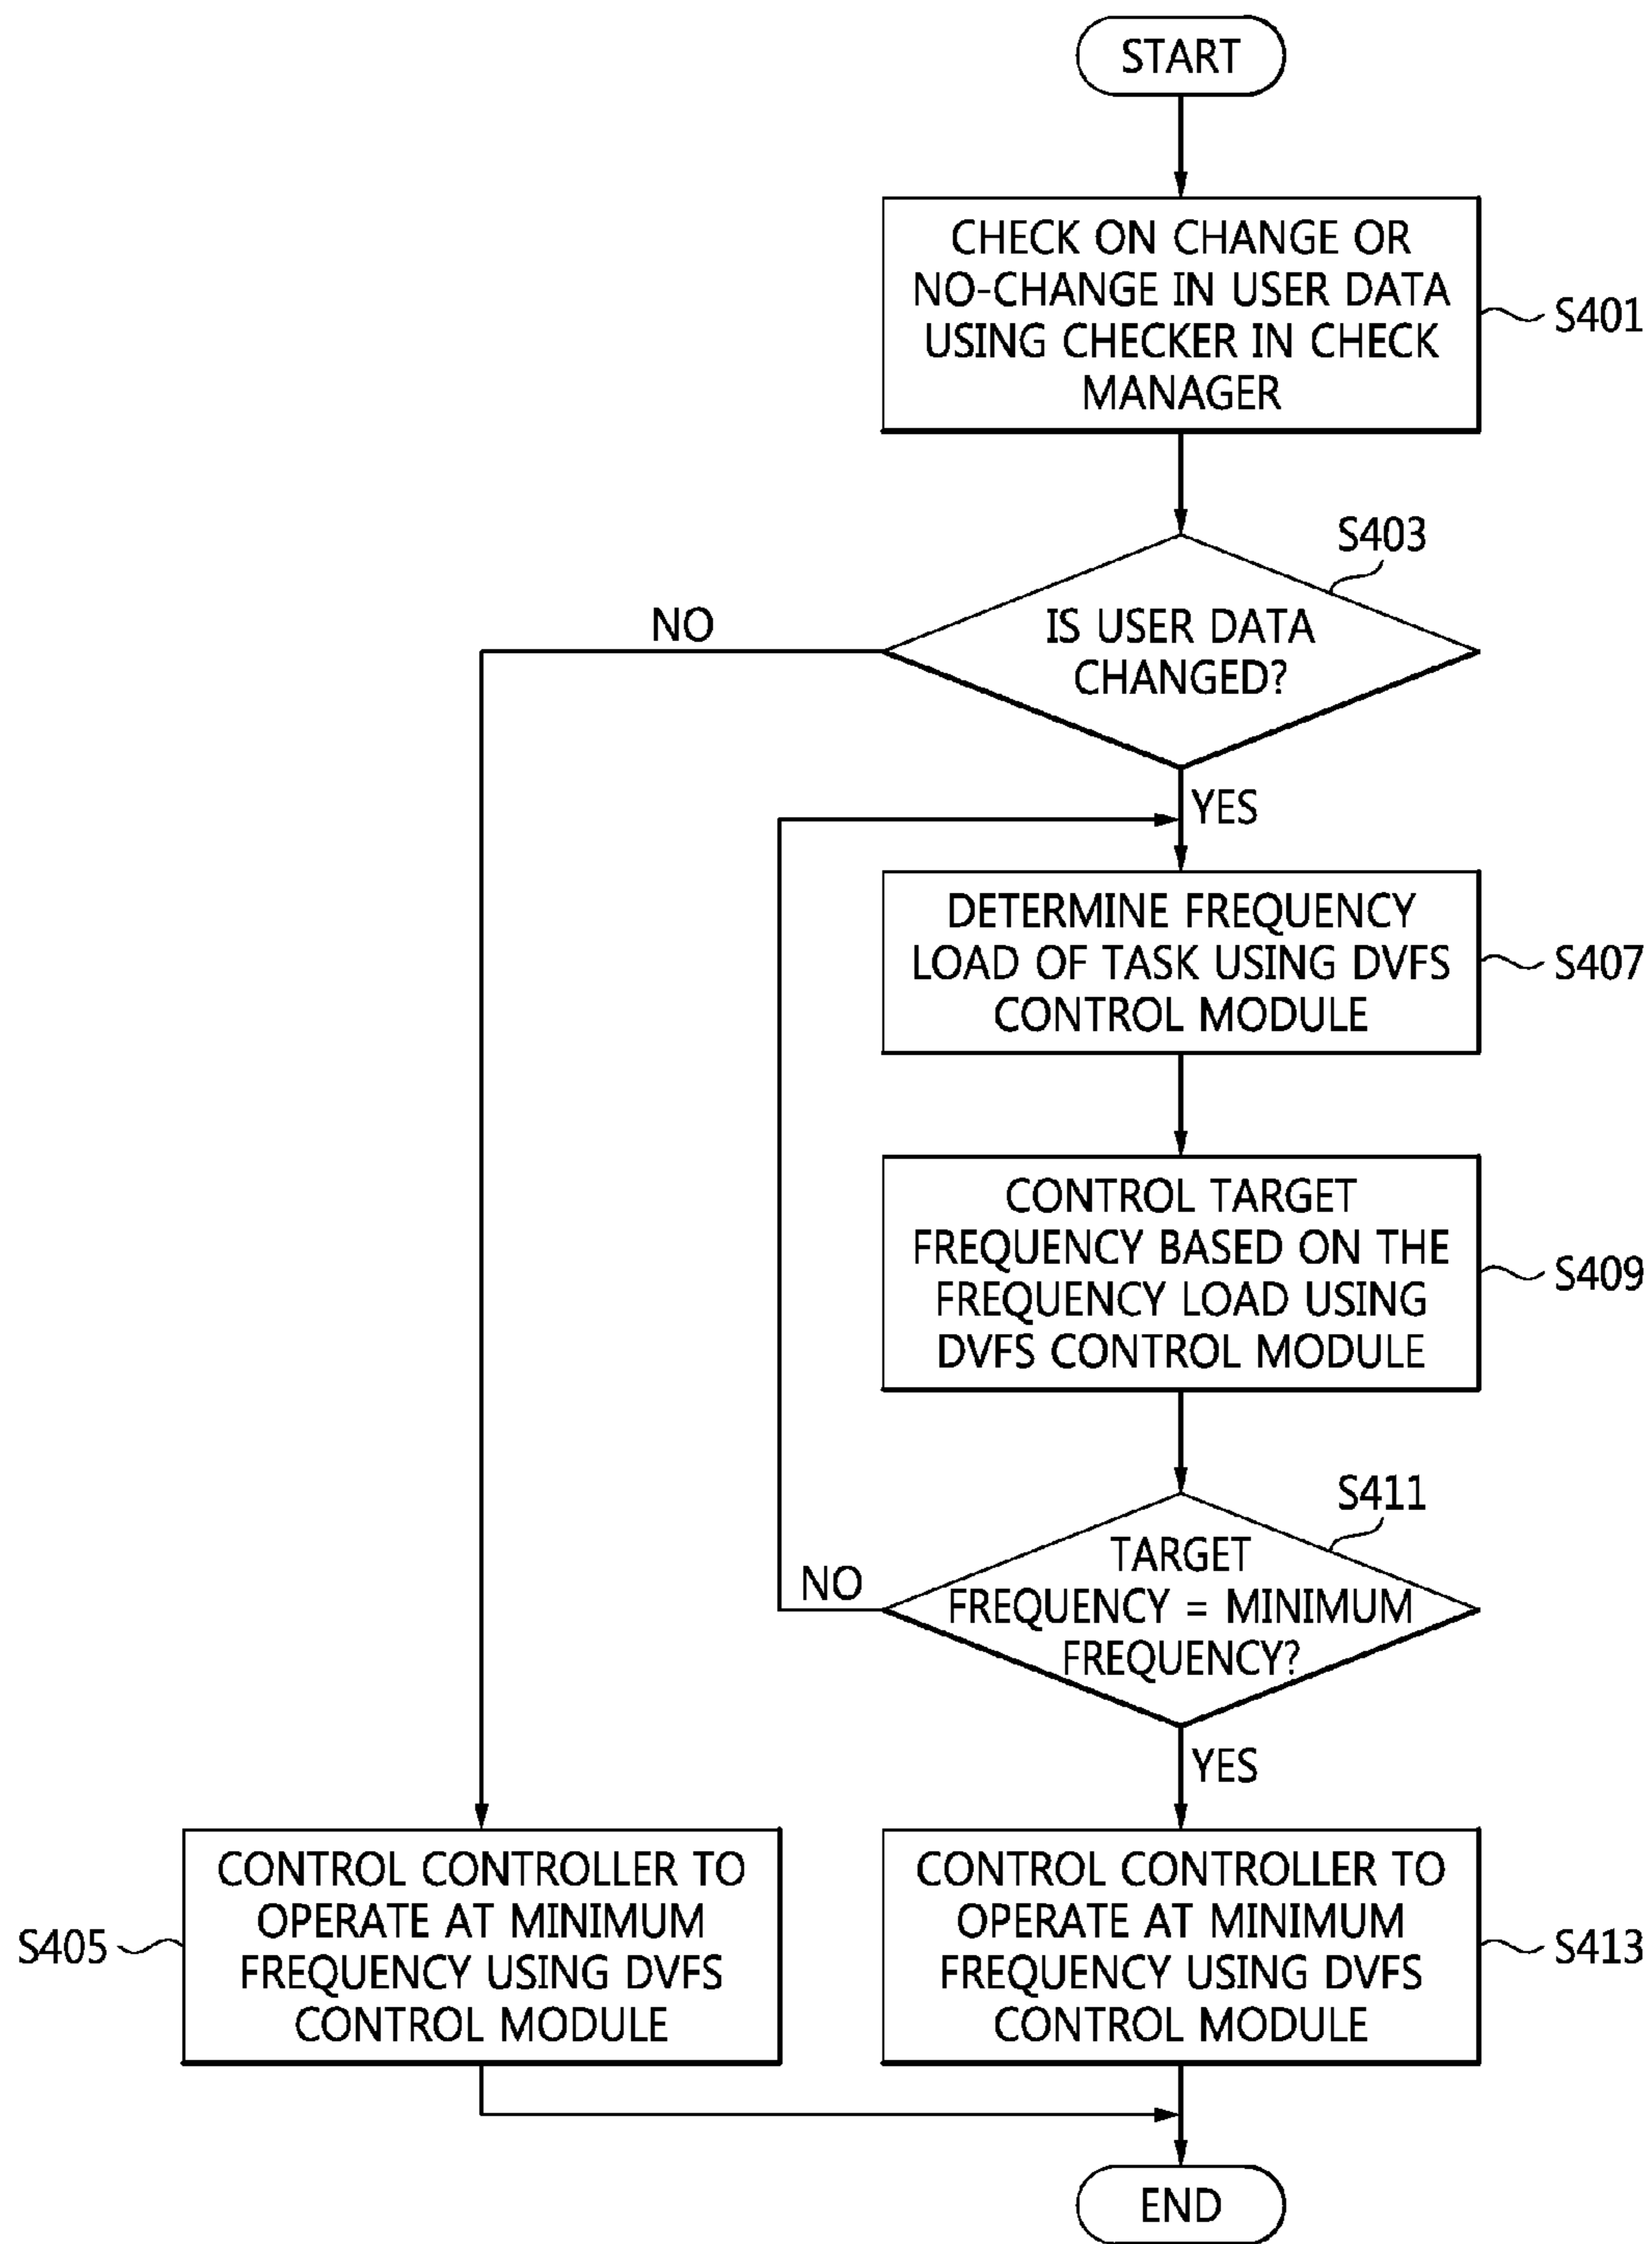 START
CHECK ON CHANGE OR
NO-CHANGE IN USER DATA
USING CHECKER IN CHECK
MANAGER
S401
S403
IS USER DATA
CHANGED?
NO
YES
DETERMINE FREQUENCY
LOAD OF TASK USING DVFS
CONTROL MODULE
S407
CONTROL TARGET
FREQUENCY BASED ON THE
FREQUENCY LOAD USING
DVFS CONTROL MODULE
S409
S411
TARGET
FREQUENCY = MINIMUM
FREQUENCY?
NO
YES
CONTROL CONTROLLER TO
OPERATE AT MINIMUM
FREQUENCY USING DVFS
CONTROL MODULE
S405
CONTROL CONTROLLER TO
OPERATE AT MINIMUM
FREQUENCY USING DVFS
CONTROL MODULE
S413
END